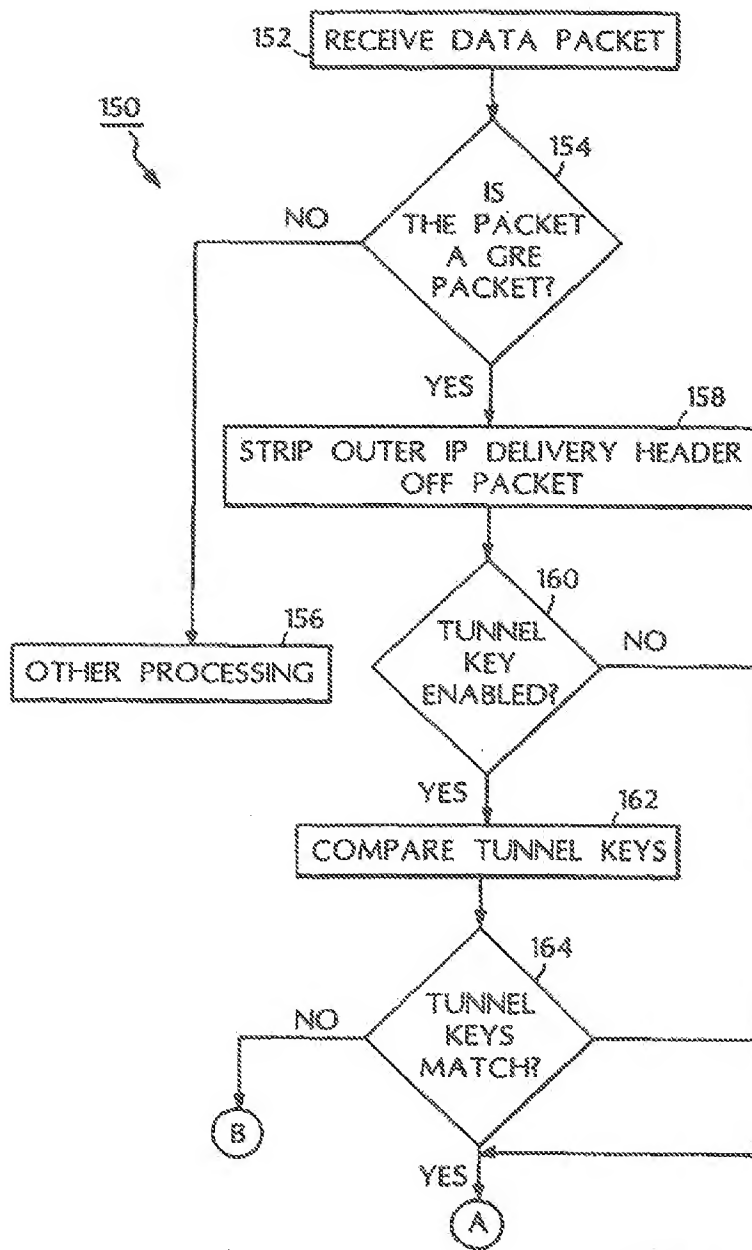 152
RECEIVE DATA PACKET
150
154
IS
THE PACKET
A GRE
PACKET?
NO
YES
158
STRIP OUTER IP DELIVERY HEADER
OFF PACKET
156
OTHER PROCESSING
160
TUNNEL
KEY
ENABLED?
NO
YES
162
COMPARE TUNNEL KEYS
164
TUNNEL
KEYS
MATCH?
NO
B
YES
A